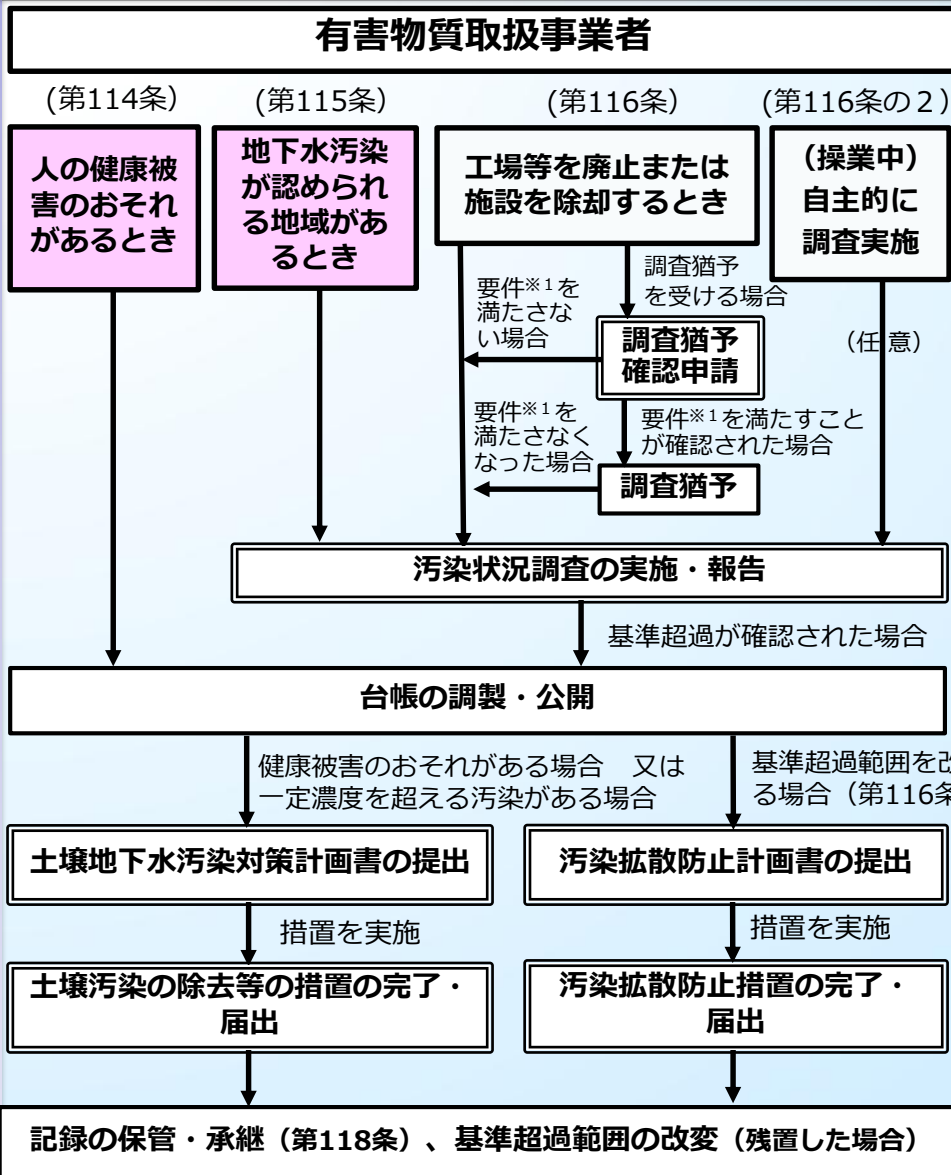 有害物質取扱事業者
(第114条)
(第115条)
(第116条)
(第116条の２)
人の健康被
害のおそれ
があるとき
地下水汚染
が認められ
る地域があ
るとき
工場等を廃止または
施設を除却するとき
(操業中)
自主的に
調査実施
調査猶予
を受ける場合
要件※1を
満たさな
い場合
調査猶予
確認申請
（任意）
要件※1を
満たさなく
なった場合
要件※1を満たすこと
が確認された場合
調査猶予
汚染状況調査の実施・報告
基準超過が確認された場合
台帳の調製・公開
健康被害のおそれがある場合　又は
一定濃度を超える汚染がある場合
基準超過範囲を改
る場合（第116条
土壌地下水汚染対策計画書の提出
汚染拡散防止計画書の提出
措置を実施
措置を実施
土壌汚染の除去等の措置の完了・
届出
汚染拡散防止措置の完了・
届出
記録の保管・承継（第118条）、基準超過範囲の改変（残置した場合）